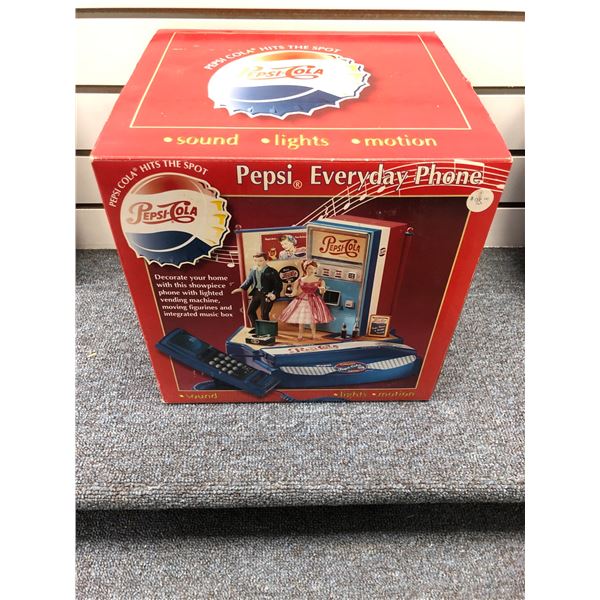 PEPSI COLA® HITS THE SPOT
PEPSI-COLA
• sound • lights • motion
PEPSI COLA® HITS THE SPOT
PEPSI-COLA
Pepsi® Everyday Phone
Decorate your home
with this showpiece
phone with lighted
vending machine,
moving figurines and
integrated music box
PEPSI-COLA
Pepsi-Cola
• sound • lights • motion